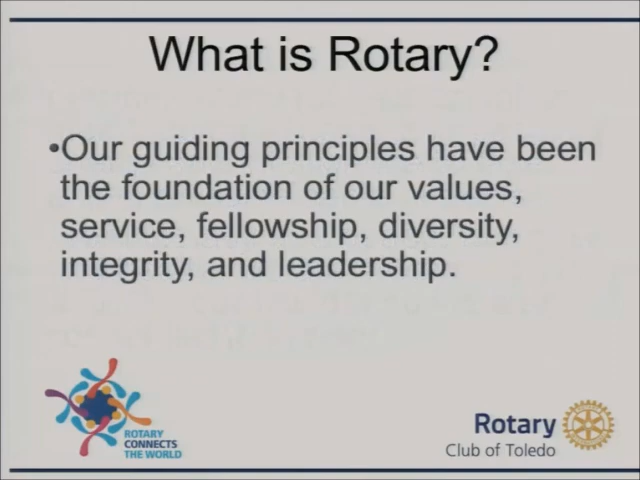 What is Rotary?
•Our guiding principles have been
the foundation of our values,
service, fellowship, diversity,
integrity, and leadership.
ROTARY
CONNECTS
THE WORLD
Rotary
Club of Toledo